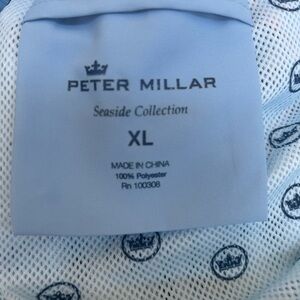 PETER MILLAR
Seaside Collection
XL
MADE IN CHINA
100% Polyester
Rn 100308